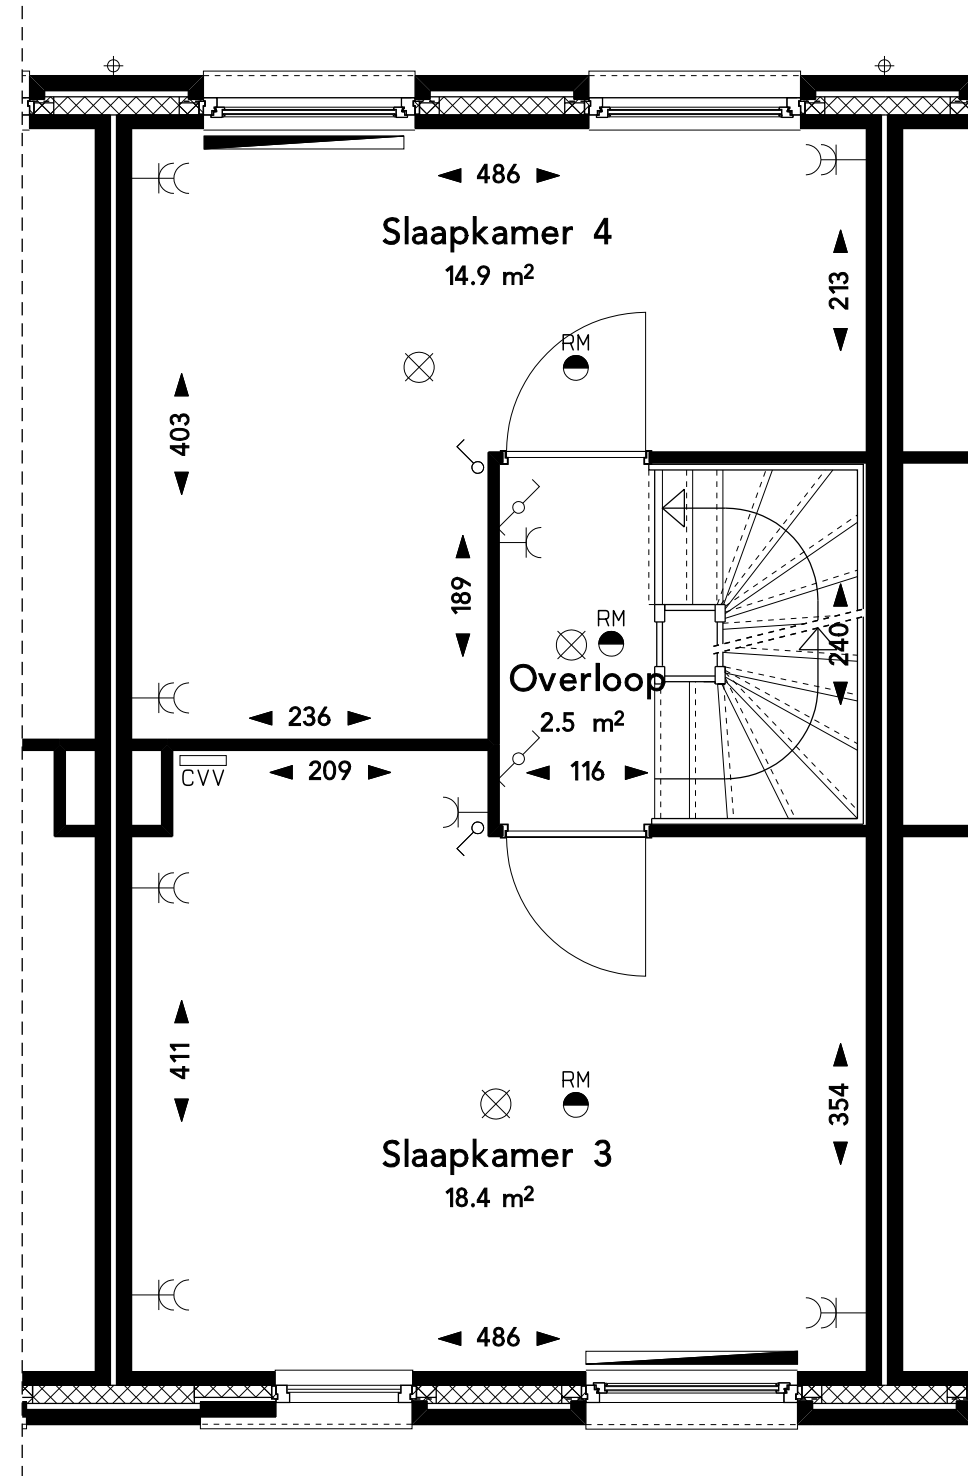 486
Slaapkamer 4
14.9 m²
213
RM
403
189
RM
240
Overloop
2.5 m²
236
CVV
209
116
411
RM
354
Slaapkamer 3
18.4 m²
486